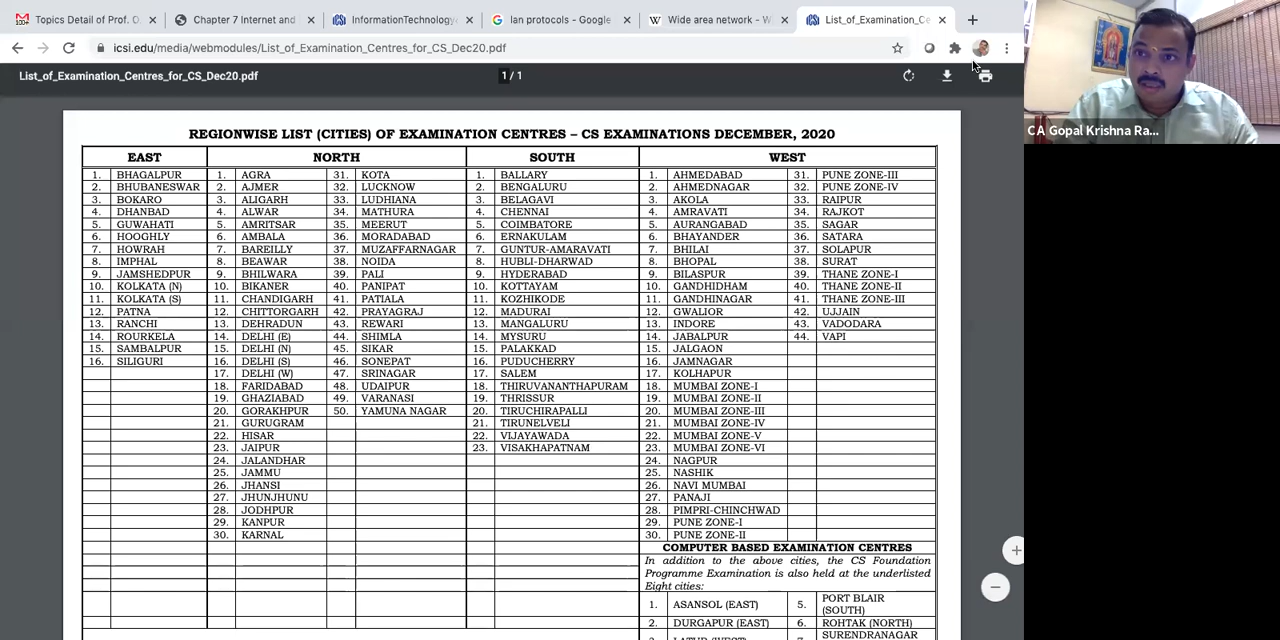 Topics Detail of Prof. O
Chapter 7 Internet and
InformationTechnology
lan protocols - Google
Wide area network - W
List_of_Examination_Ce
icsi.edu/media/webmodules/List_of_Examination_Centres_for_CS_Dec20.pdf
List_of_Examination_Centres_for_CS_Dec20.pdf
1 / 1
CA Gopal Krishna Ra...
REGIONWISE LIST (CITIES) OF EXAMINATION CENTRES – CS EXAMINATIONS DECEMBER, 2020
EAST NORTH SOUTH WEST
1. BHAGALPUR 1. AGRA 31. KOTA 1. BALLARY 1. AHMEDABAD 31. PUNE ZONE-III
2. BHUBANESWAR 2. AJMER 32. LUCKNOW 2. BENGALURU 2. AHMEDNAGAR 32. PUNE ZONE-IV
3. BOKARO 3. ALIGARH 33. LUDHIANA 3. BELAGAVI 3. AKOLA 33. RAIPUR
4. DHANBAD 4. ALWAR 34. MATHURA 4. CHENNAI 4. AMRAVATI 34. RAJKOT
5. GUWAHATI 5. AMRITSAR 35. MEERUT 5. COIMBATORE 5. AURANGABAD 35. SAGAR
6. HOOGHLY 6. AMBALA 36. MORADABAD 6. ERNAKULAM 6. BHAYANDER 36. SATARA
7. HOWRAH 7. BAREILLY 37. MUZAFFARNAGAR 7. GUNTUR-AMARAVATI 7. BHILAI 37. SOLAPUR
8. IMPHAL 8. BEAWAR 38. NOIDA 8. HUBLI-DHARWAD 8. BHOPAL 38. SURAT
9. JAMSHEDPUR 9. BHILWARA 39. PALI 9. HYDERABAD 9. BILASPUR 39. THANE ZONE-I
10. KOLKATA (N) 10. BIKANER 40. PANIPAT 10. KOTTAYAM 10. GANDHIDHAM 40. THANE ZONE-II
11. KOLKATA (S) 11. CHANDIGARH 41. PATIALA 11. KOZHIKODE 11. GANDHINAGAR 41. THANE ZONE-III
12. PATNA 12. CHITTORGARH 42. PRAYAGRAJ 12. MADURAI 12. GWALIOR 42. UJJAIN
13. RANCHI 13. DEHRADUN 43. REWARI 13. MANGALURU 13. INDORE 43. VADODARA
14. ROURKELA 14. DELHI (E) 44. SHIMLA 14. MYSURU 14. JABALPUR 44. VAPI
15. SAMBALPUR 15. DELHI (N) 45. SIKAR 15. PALAKKAD 15. JALGAON
16. SILIGURI 16. DELHI (S) 46. SONEPAT 16. PUDUCHERRY 16. JAMNAGAR
17. DELHI (W) 47. SRINAGAR 17. SALEM 17. KOLHAPUR
18. FARIDABAD 48. UDAIPUR 18. THIRUVANANTHAPURAM 18. MUMBAI ZONE-I
19. GHAZIABAD 49. VARANASI 19. THRISSUR 19. MUMBAI ZONE-II
20. GORAKHPUR 50. YAMUNA NAGAR 20. TIRUCHIRAPALLI 20. MUMBAI ZONE-III
21. GURUGRAM 21. TIRUNELVELI 21. MUMBAI ZONE-IV
22. HISAR 22. VIJAYAWADA 22. MUMBAI ZONE-V
23. JAIPUR 23. VISAKHAPATNAM 23. MUMBAI ZONE-VI
24. JALANDHAR 24. NAGPUR
25. JAMMU 25. NASHIK
26. JHANSI 26. NAVI MUMBAI
27. JHUNJHUNU 27. PANAJI
28. JODHPUR 28. PIMPRI-CHINCHWAD
29. KANPUR 29. PUNE ZONE-I
30. KARNAL 30. PUNE ZONE-II
COMPUTER BASED EXAMINATION CENTRES
In addition to the above cities, the CS Foundation
Programme Examination is also held at the underlisted
Eight cities:
1. ASANSOL (EAST) 5. PORT BLAIR (SOUTH)
2. DURGAPUR (EAST) 6. ROHTAK (NORTH)
SURENDRANAGAR